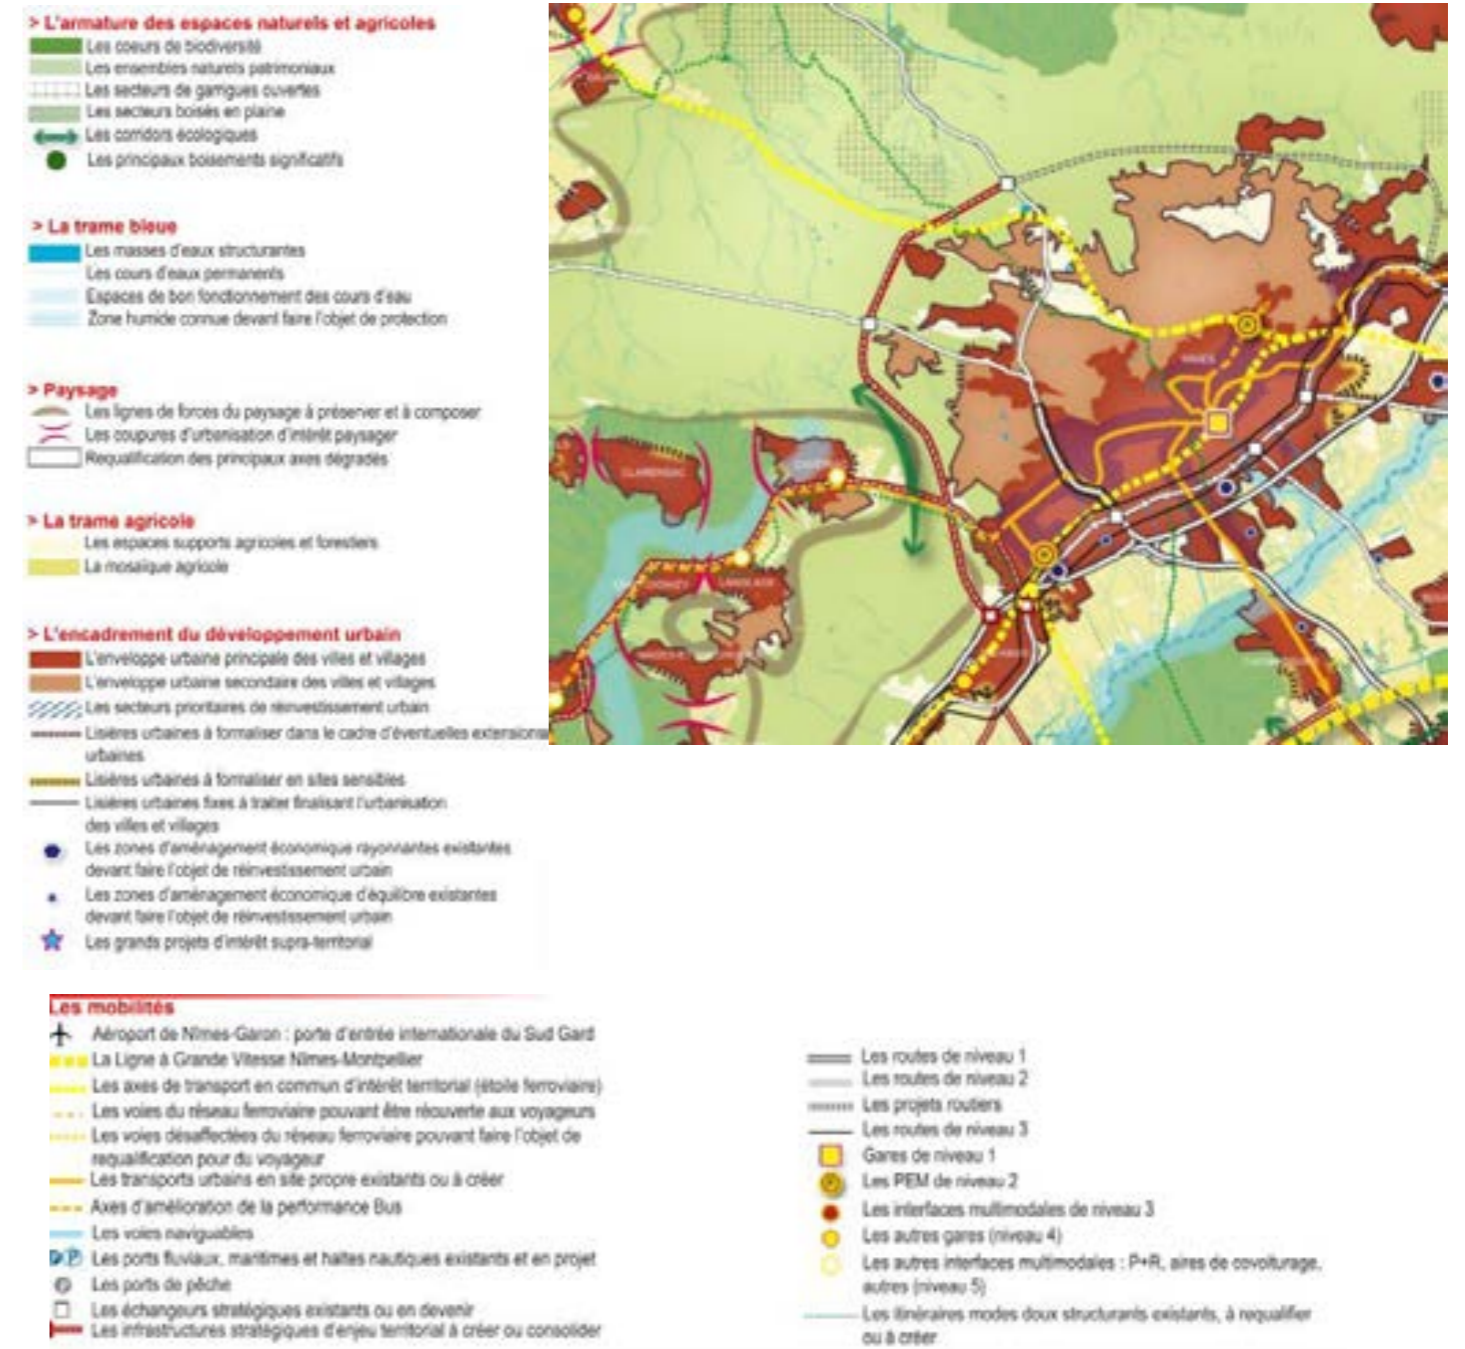 > L'armature des espaces naturels et agricoles
Les coeurs de biodiversité
Les ensembles naturels patrimoniaux
Les secteurs de garrigues ouvertes
Les secteurs boisés en plaine
Les corridors écologiques
Les principaux boisements significatifs
> La trame bleue
Les masses d'eaux structurantes
Les cours d'eaux permanents
Espaces de bon fonctionnement des cours d'eau
Zone humide connue devant faire l'objet de protection
> Paysage
Les lignes de forces du paysage à préserver et à composer
Les coupures d'urbanisation d'intérêt paysager
Requalification des principaux axes dégradés
> La trame agricole
Les espaces supports agricoles et forestiers
La mosaïque agricole
> L'encadrement du développement urbain
L'enveloppe urbaine principale des villes et villages
L'enveloppe urbaine secondaire des villes et villages
Les secteurs prioritaires de réinvestissement urbain
Lisières urbaines à formaliser dans le cadre d'éventuelles extensions
urbaines
Lisières urbaines à formaliser en sites sensibles
Lisières urbaines fixes à traiter finalisant l'urbanisation
des villes et villages
Les zones d'aménagement économique rayonnantes existantes
devant faire l'objet de réinvestissement urbain
Les zones d'aménagement économique d'équilibre existantes
devant faire l'objet de réinvestissement urbain
Les grands projets d'intérêt supra-territorial
NIMES
CLARENSAC
LANGLADE
Les mobilités
Aéroport de Nîmes-Garon : porte d'entrée internationale du Sud Gard
La Ligne à Grande Vitesse Nîmes-Montpellier
Les axes de transport en commun d'intérêt territorial (étoile ferroviaire)
Les voies du réseau ferroviaire pouvant être réouverte aux voyageurs
Les voies désaffectées du réseau ferroviaire pouvant faire l'objet de
requalification pour du voyageur
Les transports urbains en site propre existants ou à créer
Axes d'amélioration de la performance Bus
Les voies naviguables
P P Les ports fluviaux, maritimes et haltes nautiques existants et en projet
Les ports de pêche
Les échangeurs stratégiques existants ou en devenir
Les infrastructures stratégiques d'enjeu territorial à créer ou consolider
Les routes de niveau 1
Les routes de niveau 2
Les projets routiers
Les routes de niveau 3
Gares de niveau 1
Les PEM de niveau 2
Les interfaces multimodales de niveau 3
Les autres gares (niveau 4)
Les autres interfaces multimodales : P+R, aires de covoiturage,
autres (niveau 5)
Les itinéraires modes doux structurants existants, à requalifier
ou à créer